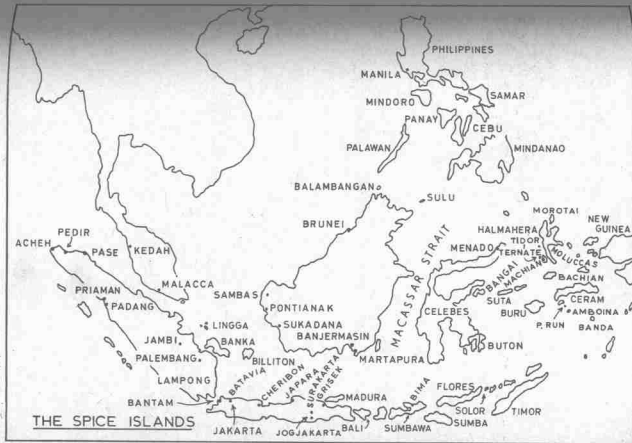 PHILIPPINES
MANILA
MINDORO
SAMAR
PANAY
CEBU
PALAWAN
MINDANAO
BALAMBANGAN
SULU
BRUNEI
MOROTAI
HALMAHERA
NEW
GUINEA
TIDOR
TERNATE
MENADO
MOLUCCAS
MACHIAN
BACHIAN
BANGAI
PEDIR
ACHEH
PASE
KEDAH
MALACCA
PRIAMAN
PADANG
SAMBAS
PONTIANAK
LINGGA
SUKADANA
BANKA
BANJERMASIN
JAMBI
BILLITON
PALEMBANG
MARTAPURA
MACASSAR STRAIT
CELEBES
SUTA
BURU
CERAM
AMBOINA
P. RUN
BANDA
BUTON
LAMPONG
BATAVIA
CHERIBON
JAPARA
SURAKARTA
GRISEK
MADURA
BANTAM
JAKARTA
JOGJAKARTA
BALI
SUMBAWA
BIMA
FLORES
SOLOR
SUMBA
TIMOR
THE SPICE ISLANDS